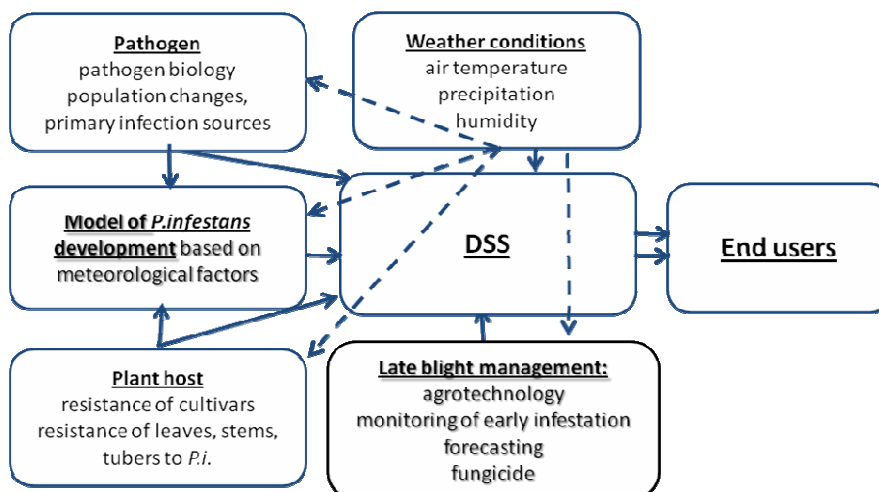 Pathogen
pathogen biology
population changes,
primary infection sources
Weather conditions
air temperature
precipitation
humidity
Model of P.infestans
development based on
meteorological factors
DSS
End users
Plant host
resistance of cultivars
resistance of leaves, stems,
tubers to P.i.
Late blight management:
agrotechnology
monitoring of early infestation
forecasting
fungicide